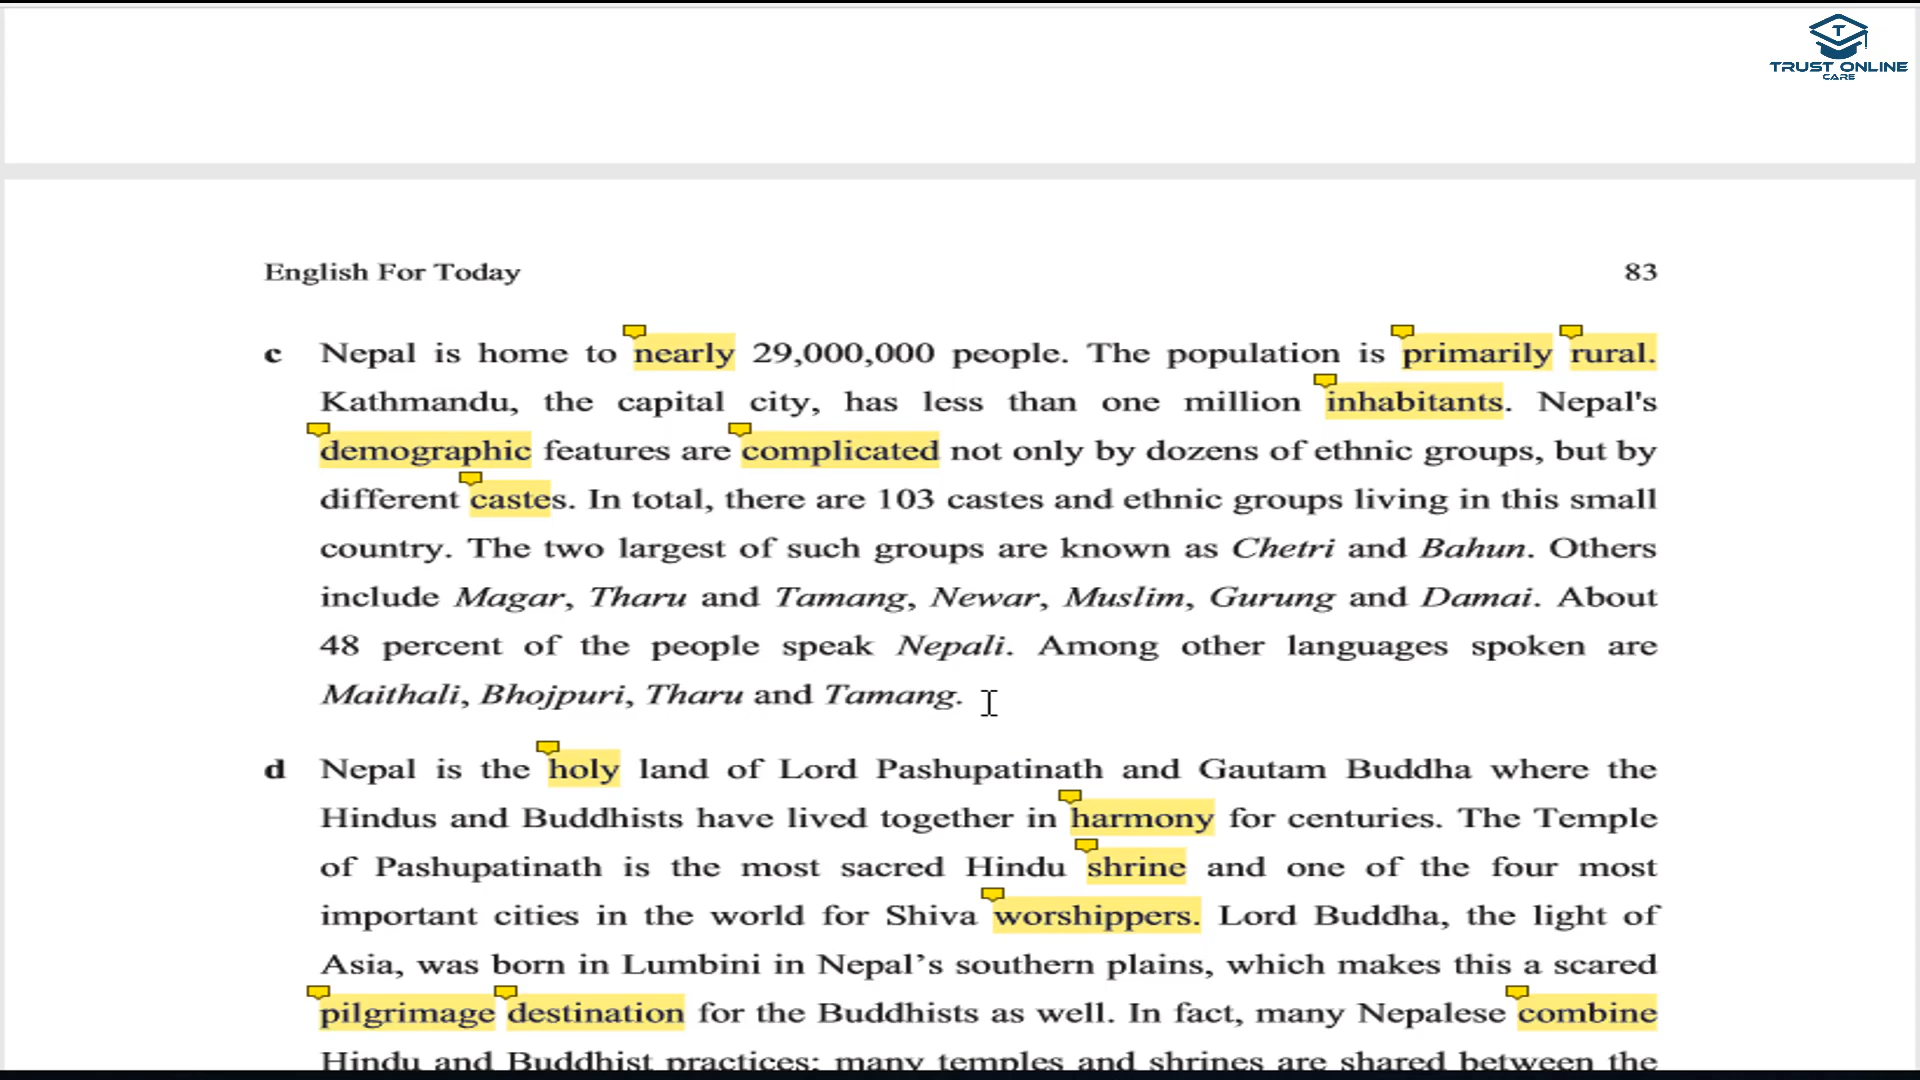 T
TRUST ONLINE
CARE
English For Today 83
c Nepal is home to nearly 29,000,000 people. The population is primarily rural.
Kathmandu, the capital city, has less than one million inhabitants. Nepal's
demographic features are complicated not only by dozens of ethnic groups, but by
different castes. In total, there are 103 castes and ethnic groups living in this small
country. The two largest of such groups are known as Chetri and Bahun. Others
include Magar, Tharu and Tamang, Newar, Muslim, Gurung and Damai. About
48 percent of the people speak Nepali. Among other languages spoken are
Maithali, Bhojpuri, Tharu and Tamang.
d Nepal is the holy land of Lord Pashupatinath and Gautam Buddha where the
Hindus and Buddhists have lived together in harmony for centuries. The Temple
of Pashupatinath is the most sacred Hindu shrine and one of the four most
important cities in the world for Shiva worshippers. Lord Buddha, the light of
Asia, was born in Lumbini in Nepal’s southern plains, which makes this a scared
pilgrimage destination for the Buddhists as well. In fact, many Nepalese combine
Hindu and Buddhist practices; many temples and shrines are shared between the